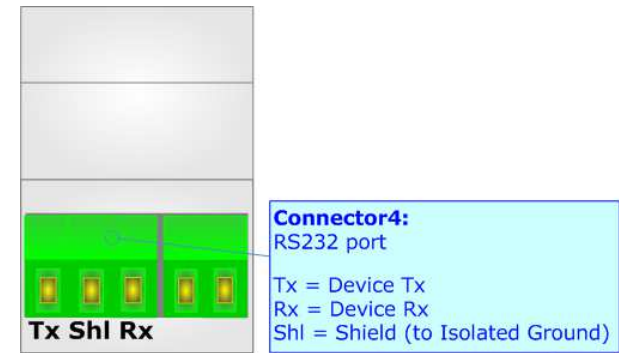 Connector4:
RS232 port
Tx = Device Tx
Rx = Device Rx
Shl = Shield (to Isolated Ground)
Tx Shl Rx